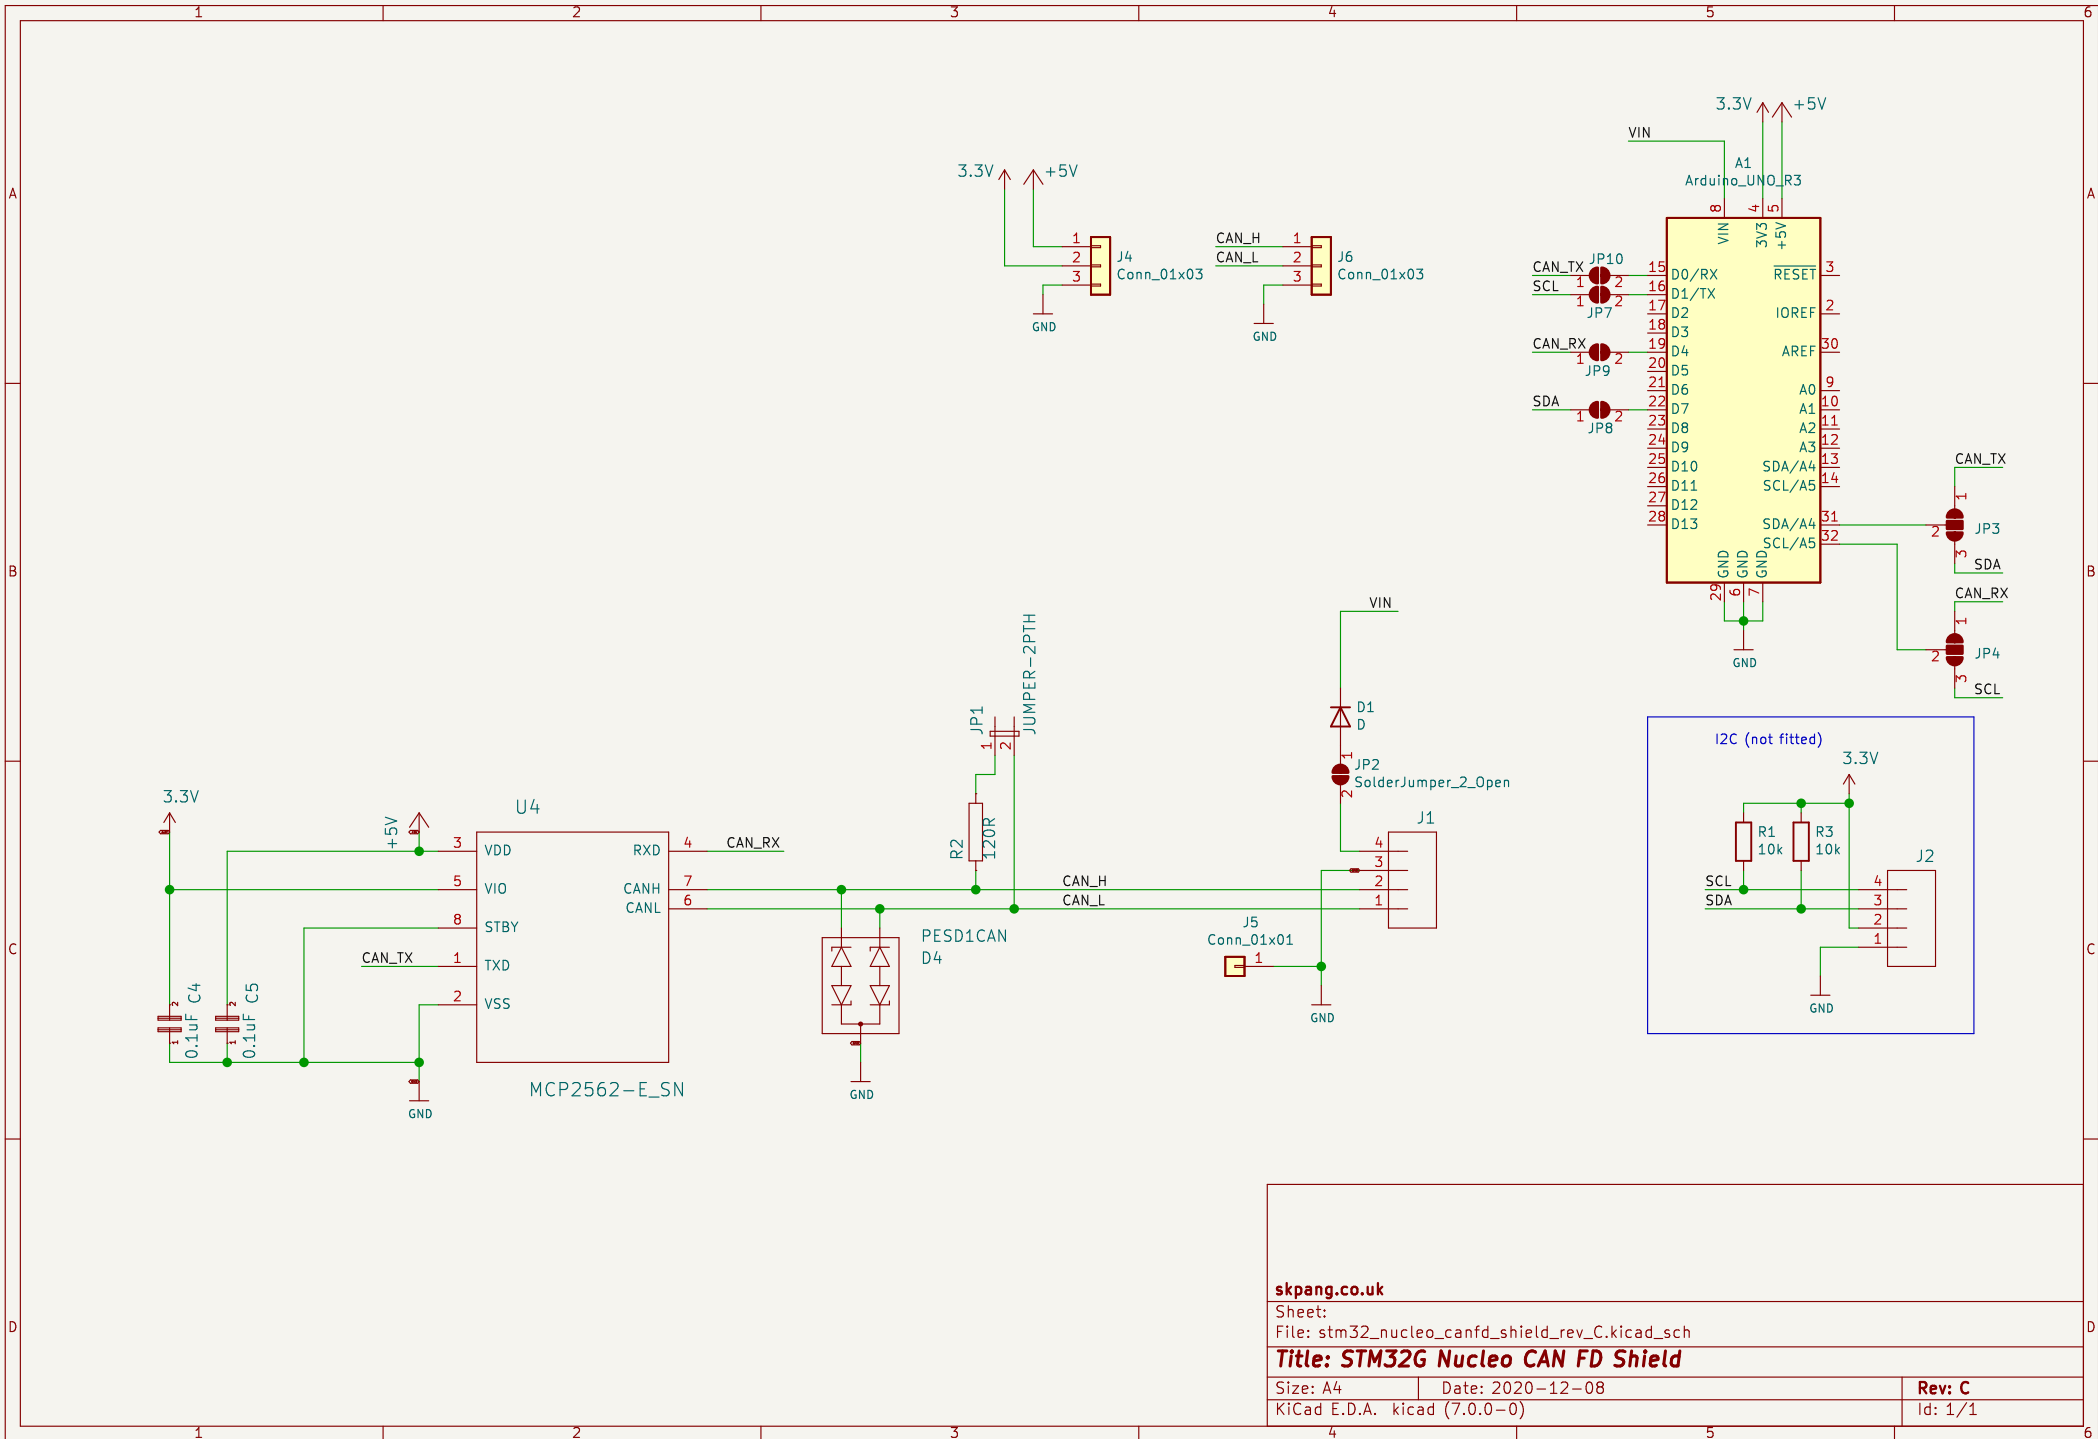 1 2 3 4 5 6
A A
B B
C C
D D
1 2 3 4 5 6
3.3V +5V
1
2
3
J4
Conn_01x03
GND
CAN_H 1
CAN_L 2
3
J6
Conn_01x03
GND
3.3V +5V
VIN
A1
Arduino_UNO_R3
8 4 5
VIN 3V3 +5V
CAN_TX JP10 1 2 15 D0/RX
SCL 1 2 16 D1/TX
JP7
17 D2
18 D3
CAN_RX 1 2 19 D4
JP9
20 D5
21 D6
SDA 1 2 22 D7
JP8
23 D8
24 D9
25 D10
26 D11
27 D12
28 D13
RESET 3
IOREF 2
AREF 30
A0 9
A1 10
A2 11
A3 12
SDA/A4 13
SCL/A5 14
SDA/A4 31
SCL/A5 32
GND GND GND
29 6 7
GND
CAN_TX
1
2 JP3
3
SDA
CAN_RX
1
2 JP4
3
SCL
VIN
D1
D
1
JP2
SolderJumper_2_Open
2
J1
4
3
2
1
J5
Conn_01x01
1
GND
JP1
JUMPER-2PTH
1 2
R2
120R
CAN_H
CAN_L
3.3V
+5V
U4
3 VDD
5 VIO
8 STBY
CAN_TX 1 TXD
2 VSS
RXD 4 CAN_RX
CANH 7
CANL 6
MCP2562-E_SN
2 C4
1 0.1uF
2 C5
1 0.1uF
GND
PESD1CAN
D4
GND
I2C (not fitted)
3.3V
R1
10k
R3
10k
J2
SCL 4
SDA 3
2
1
GND
skpang.co.uk
Sheet:
File: stm32_nucleo_canfd_shield_rev_C.kicad_sch
Title: STM32G Nucleo CAN FD Shield
Size: A4 Date: 2020-12-08 Rev: C
KiCad E.D.A. kicad (7.0.0-0) Id: 1/1